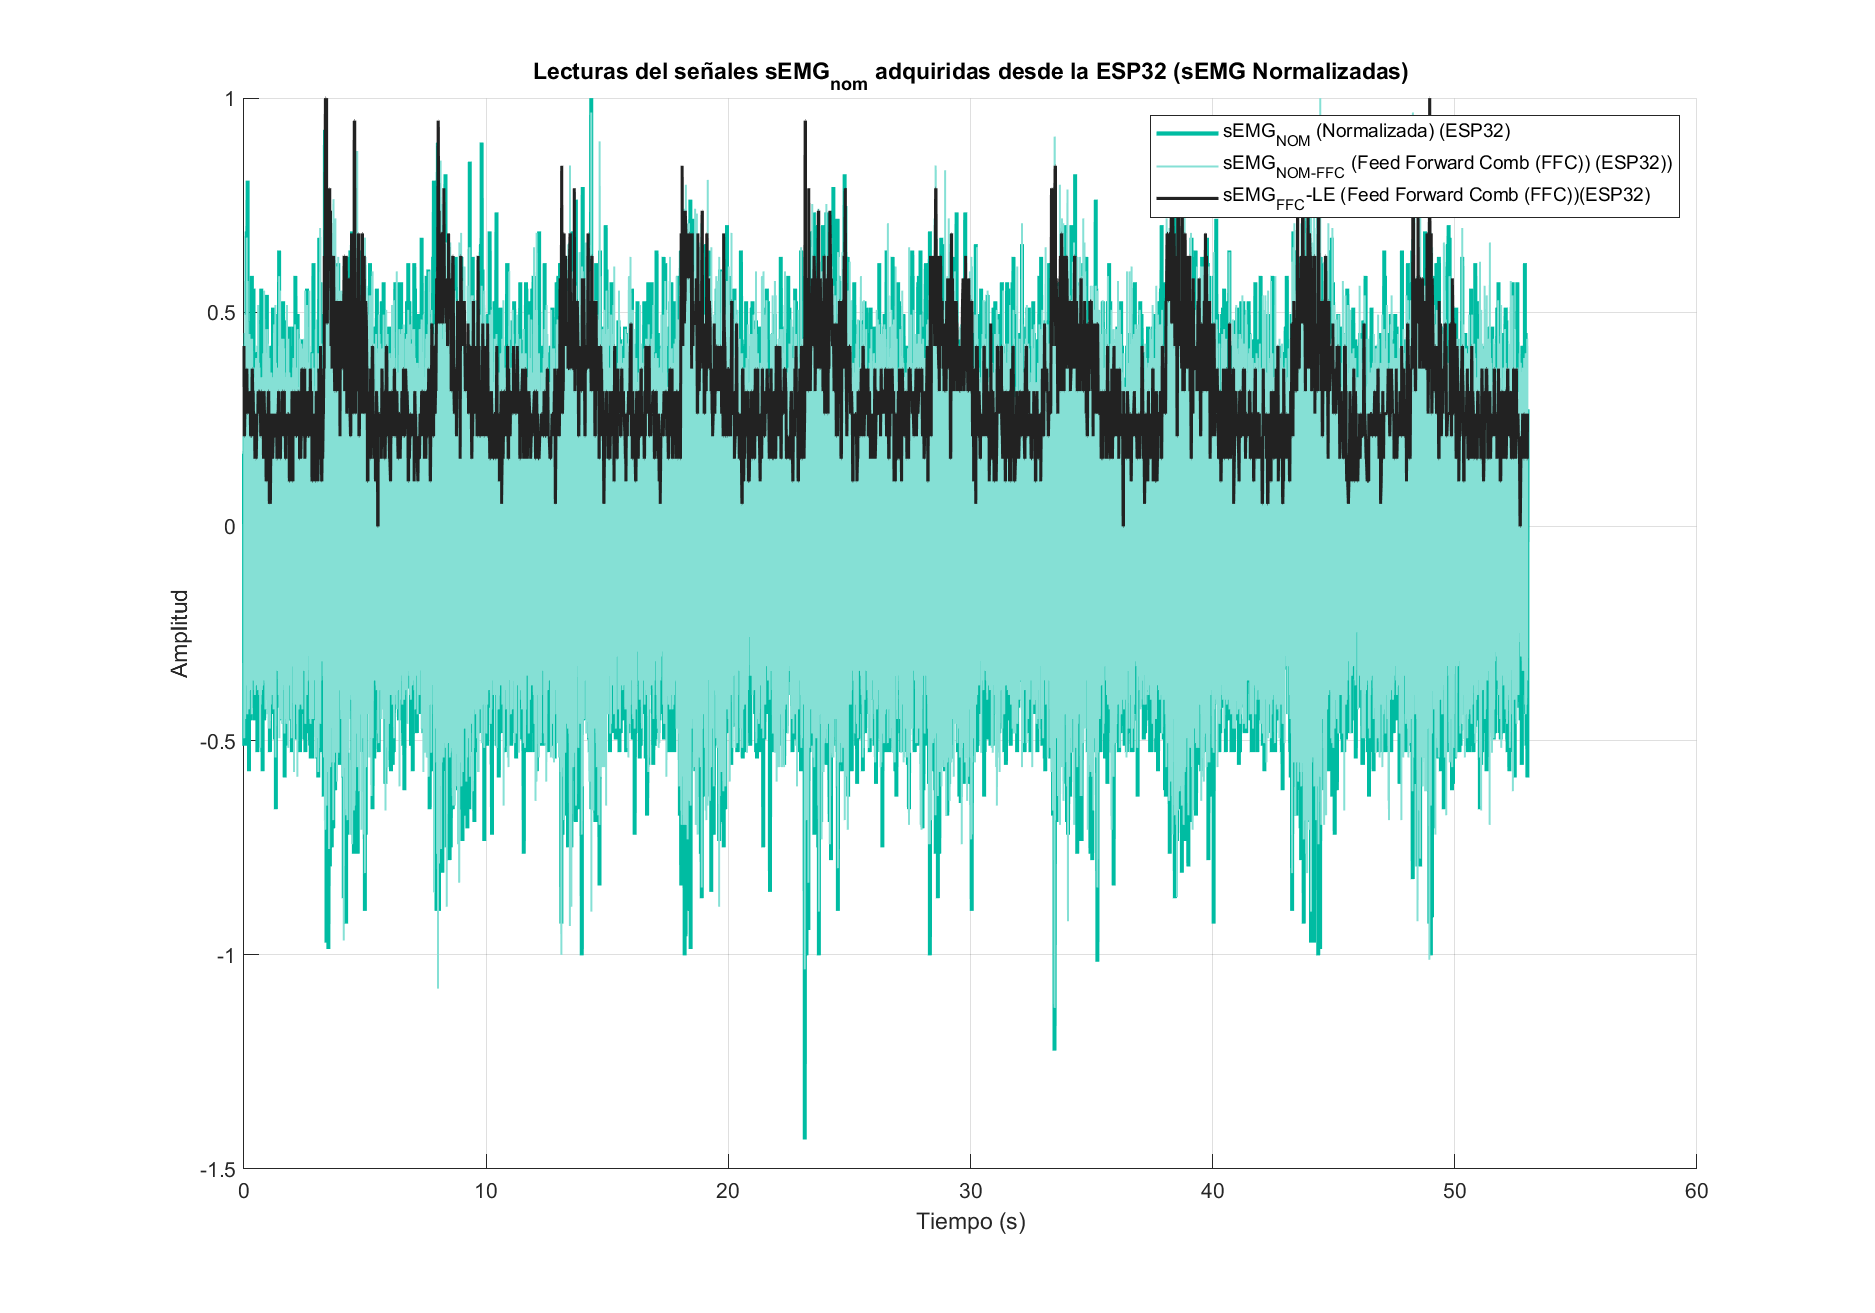 Lecturas del señales sEMGnom adquiridas desde la ESP32 (sEMG Normalizadas)
sEMGNOM (Normalizada) (ESP32)
sEMGNOM-FFC (Feed Forward Comb (FFC)) (ESP32))
sEMGFFC-LE (Feed Forward Comb (FFC))(ESP32)
1
0.5
0
-0.5
-1
-1.5
Amplitud
0 10 20 30 40 50 60
Tiempo (s)